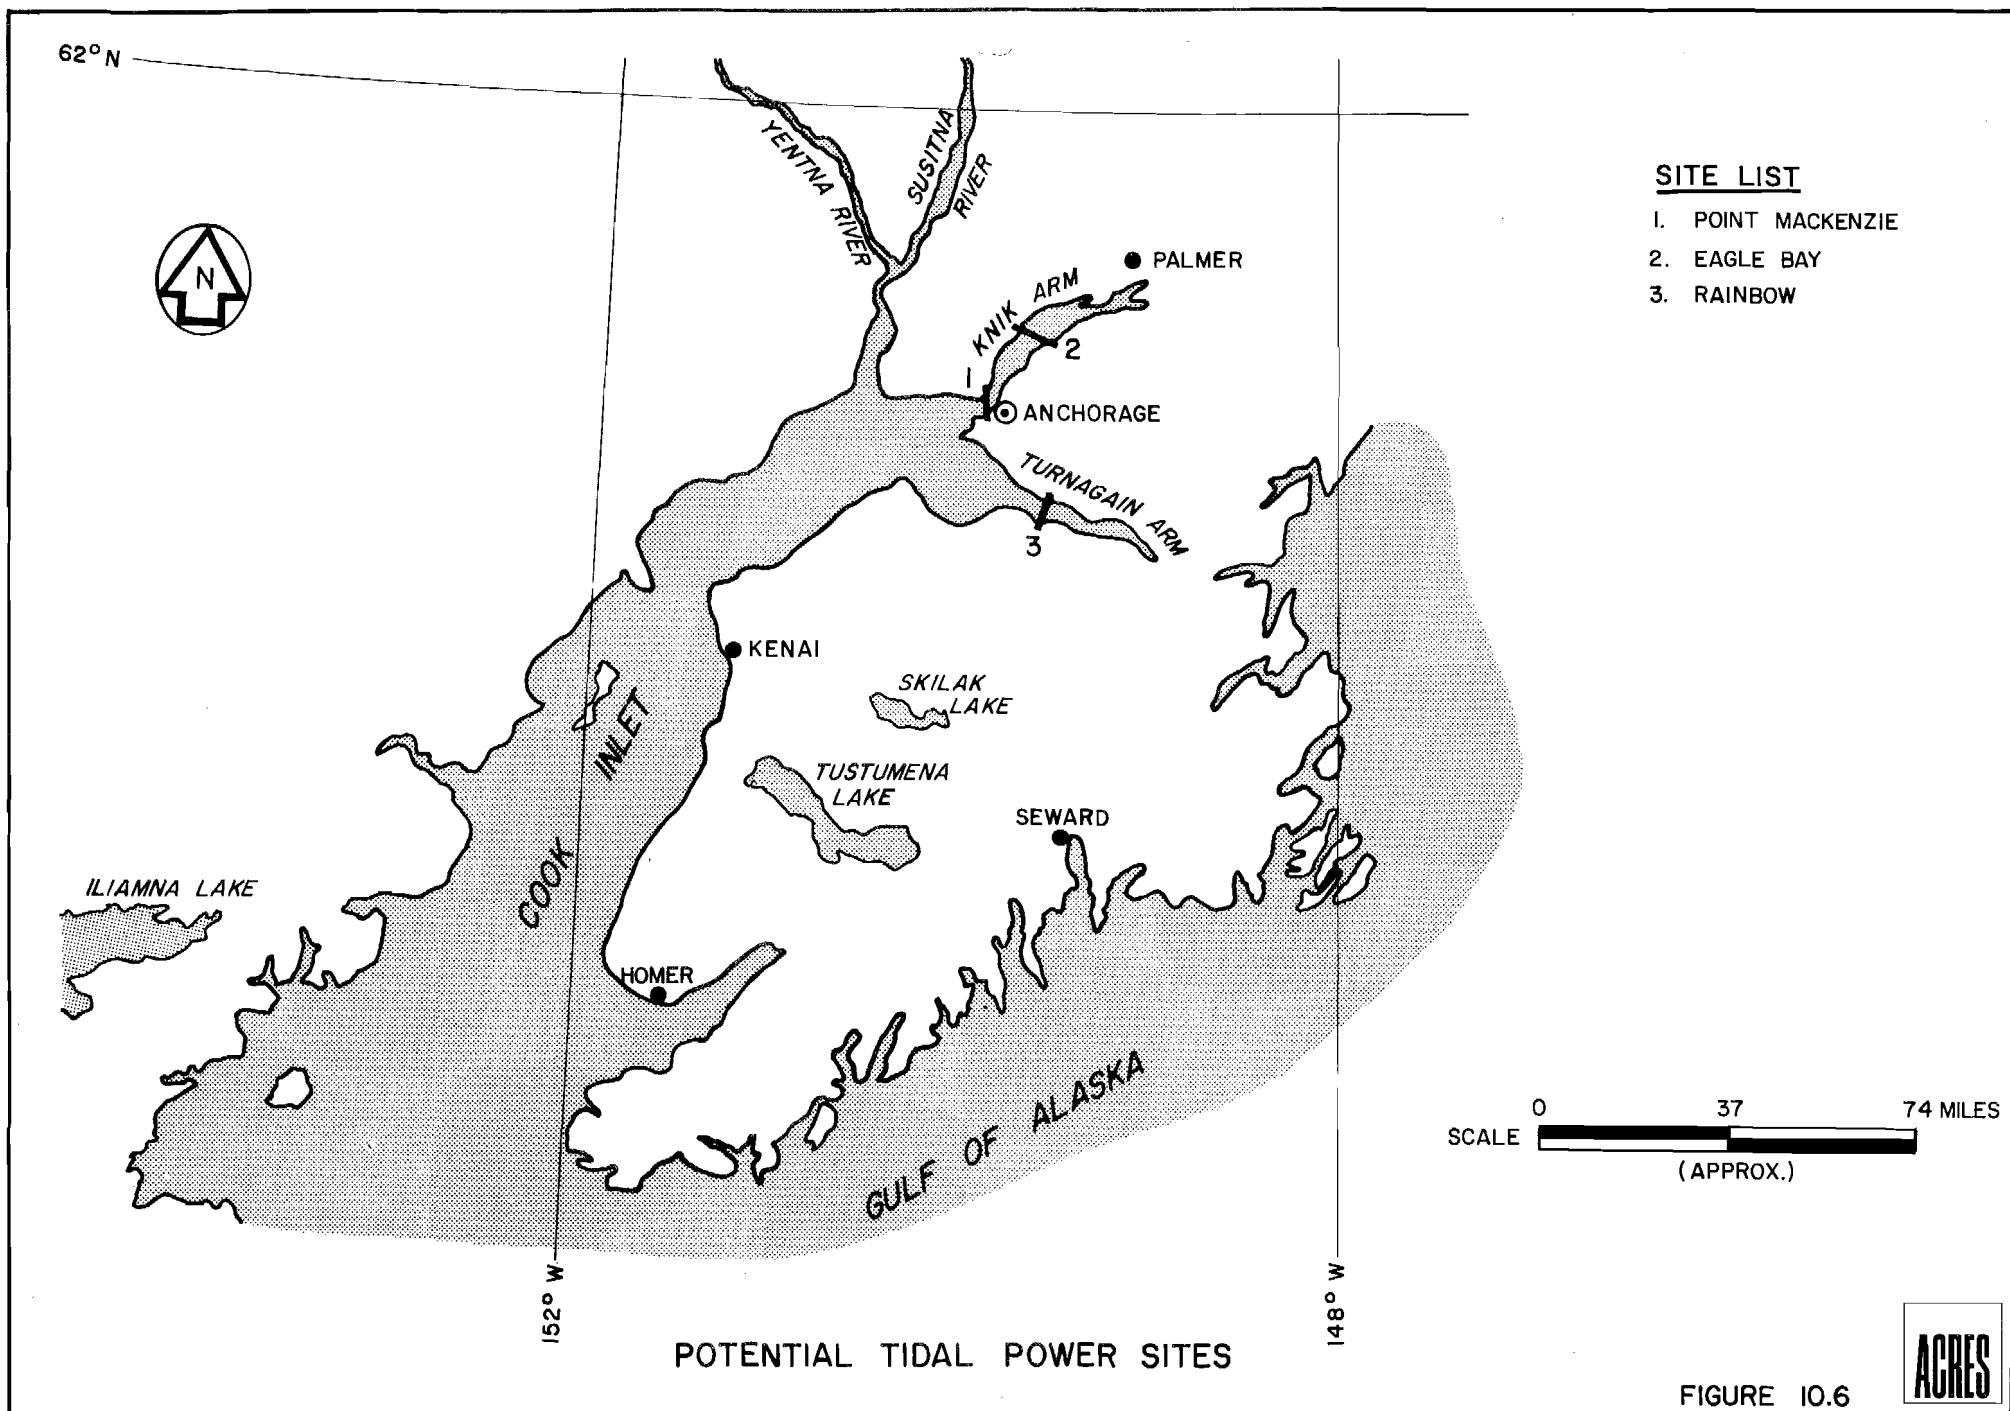 62° N
YENTNA RIVER
SUSITNA
RIVER
SITE LIST
1. POINT MACKENZIE
2. EAGLE BAY
3. RAINBOW
N
PALMER
KNIK ARM
2
1
ANCHORAGE
TURNAGAIN ARM
3
KENAI
SKILAK
LAKE
TUSTUMENA
LAKE
COOK INLET
SEWARD
ILIAMNA LAKE
HOMER
GULF OF ALASKA
0 37 74 MILES
SCALE
(APPROX.)
152° W
148° W
POTENTIAL TIDAL POWER SITES
FIGURE 10.6
ACRES